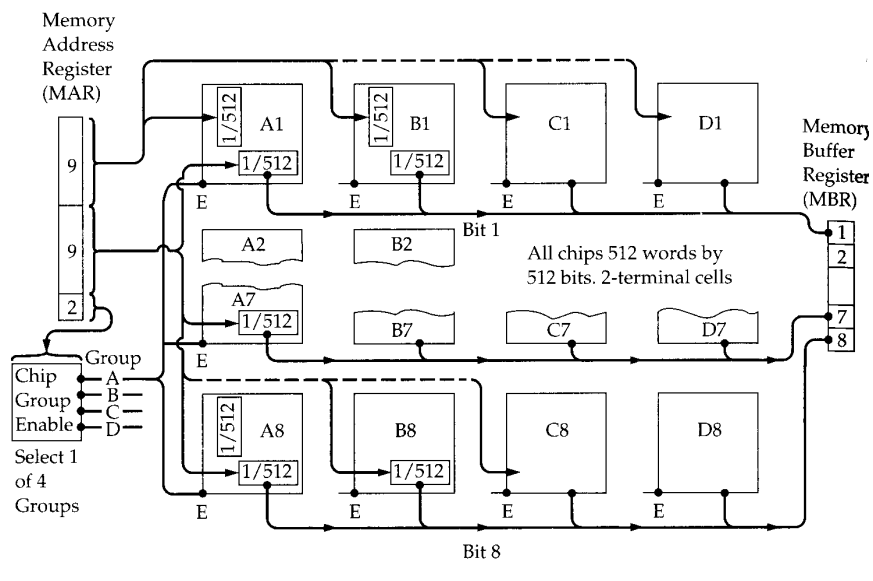 Memory
Address
Register
(MAR)
9
9
2
1/512
A1
1/512
E
1/512
B1
1/512
E
C1
E
D1
E
Memory
Buffer
Register
(MBR)
1
2
7
8
Bit 1
A2
B2
All chips 512 words by
512 bits. 2-terminal cells
A7
1/512
E
B7
C7
D7
Group
Chip
Group
Enable
A
B
C
D
Select 1
of 4
Groups
1/512
A8
1/512
E
B8
1/512
E
C8
E
D8
E
Bit 8